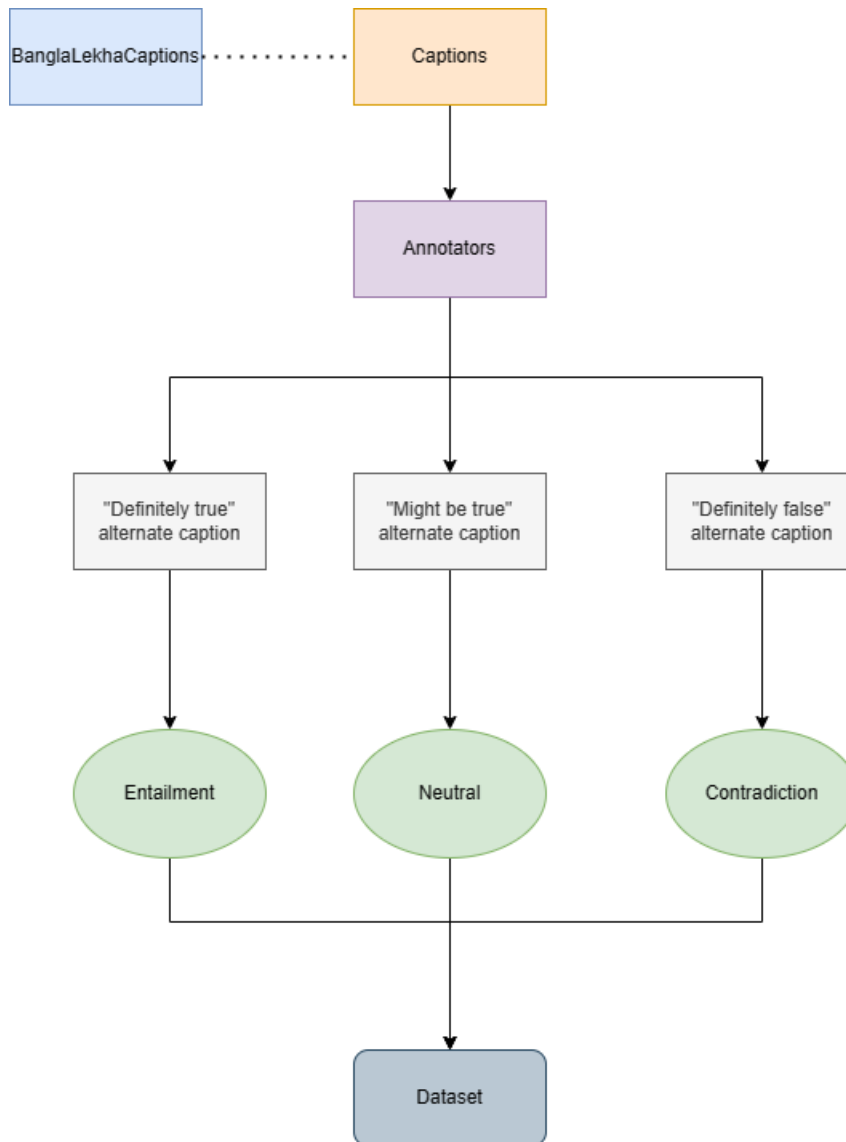 BanglaLekhaCaptions
Captions
Annotators
"Definitely true"
alternate caption
"Might be true"
alternate caption
"Definitely false"
alternate caption
Entailment
Neutral
Contradiction
Dataset